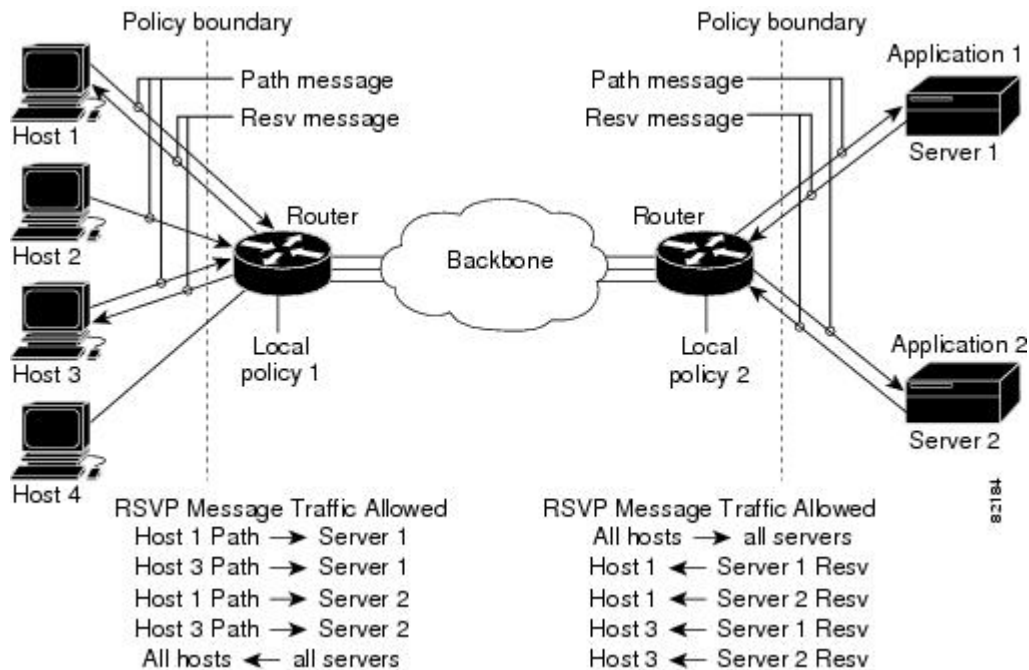 Policy boundary
Policy boundary
Application 1
Path message
Path message
Resv message
Resv message
Host 1
Server 1
Router
Router
Host 2
Backbone
Local
policy 1
Local
policy 2
Host 3
Application 2
Server 2
Host 4
82184
RSVP Message Traffic Allowed
Host 1 Path → Server 1
Host 3 Path → Server 1
Host 1 Path → Server 2
Host 3 Path → Server 2
All hosts ← all servers
RSVP Message Traffic Allowed
All hosts → all servers
Host 1 ← Server 1 Resv
Host 1 ← Server 2 Resv
Host 3 ← Server 1 Resv
Host 3 ← Server 2 Resv